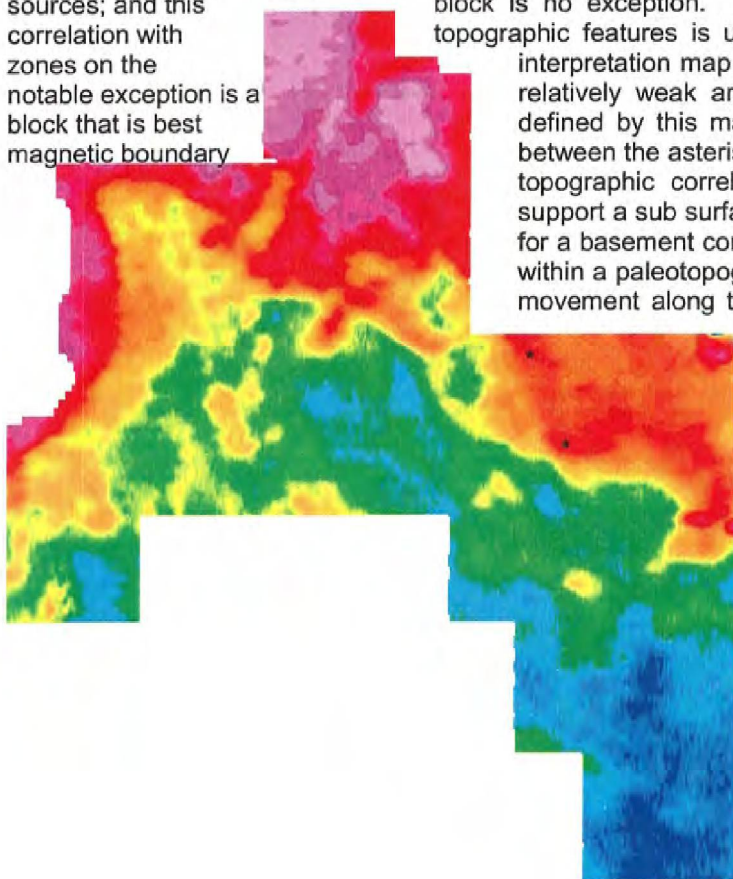 sources; and this
correlation with
zones on the
notable exception is a
block that is best
magnetic boundary
block is no exception.
topographic features is u
interpretation map
relatively weak an
defined by this ma
between the asteris
topographic correl
support a sub surfa
for a basement cor
within a paleotopog
movement along t